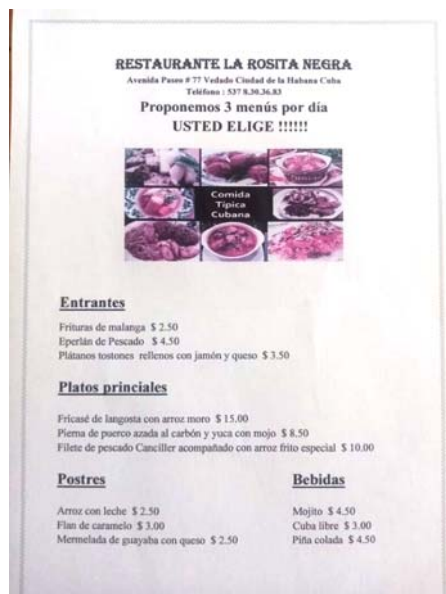 RESTAURANTE LA ROSITA NEGRA
Avenida Paseo # 77 Vedado Ciudad de la Habana Cuba
Teléfono : 537 8.30.36.83
Proponemos 3 menús por día
USTED ELIGE !!!!!!
Comida
Típica
Cubana
Entrantes
Frituras de malanga $ 2.50
Eperlán de Pescado $ 4.50
Plátanos tostones rellenos con jamón y queso $ 3.50
Platos princiales
Fricasé de langosta con arroz moro $ 15.00
Pierna de puerco azada al carbón y yuca con mojo $ 8.50
Filete de pescado Canciller acompañado con arroz frito especial $ 10.00
Postres
Arroz con leche $ 2.50
Flan de caramelo $ 3.00
Mermelada de guayaba con queso $ 2.50
Bebidas
Mojito $ 4.50
Cuba libre $ 3.00
Piña colada $ 4.50